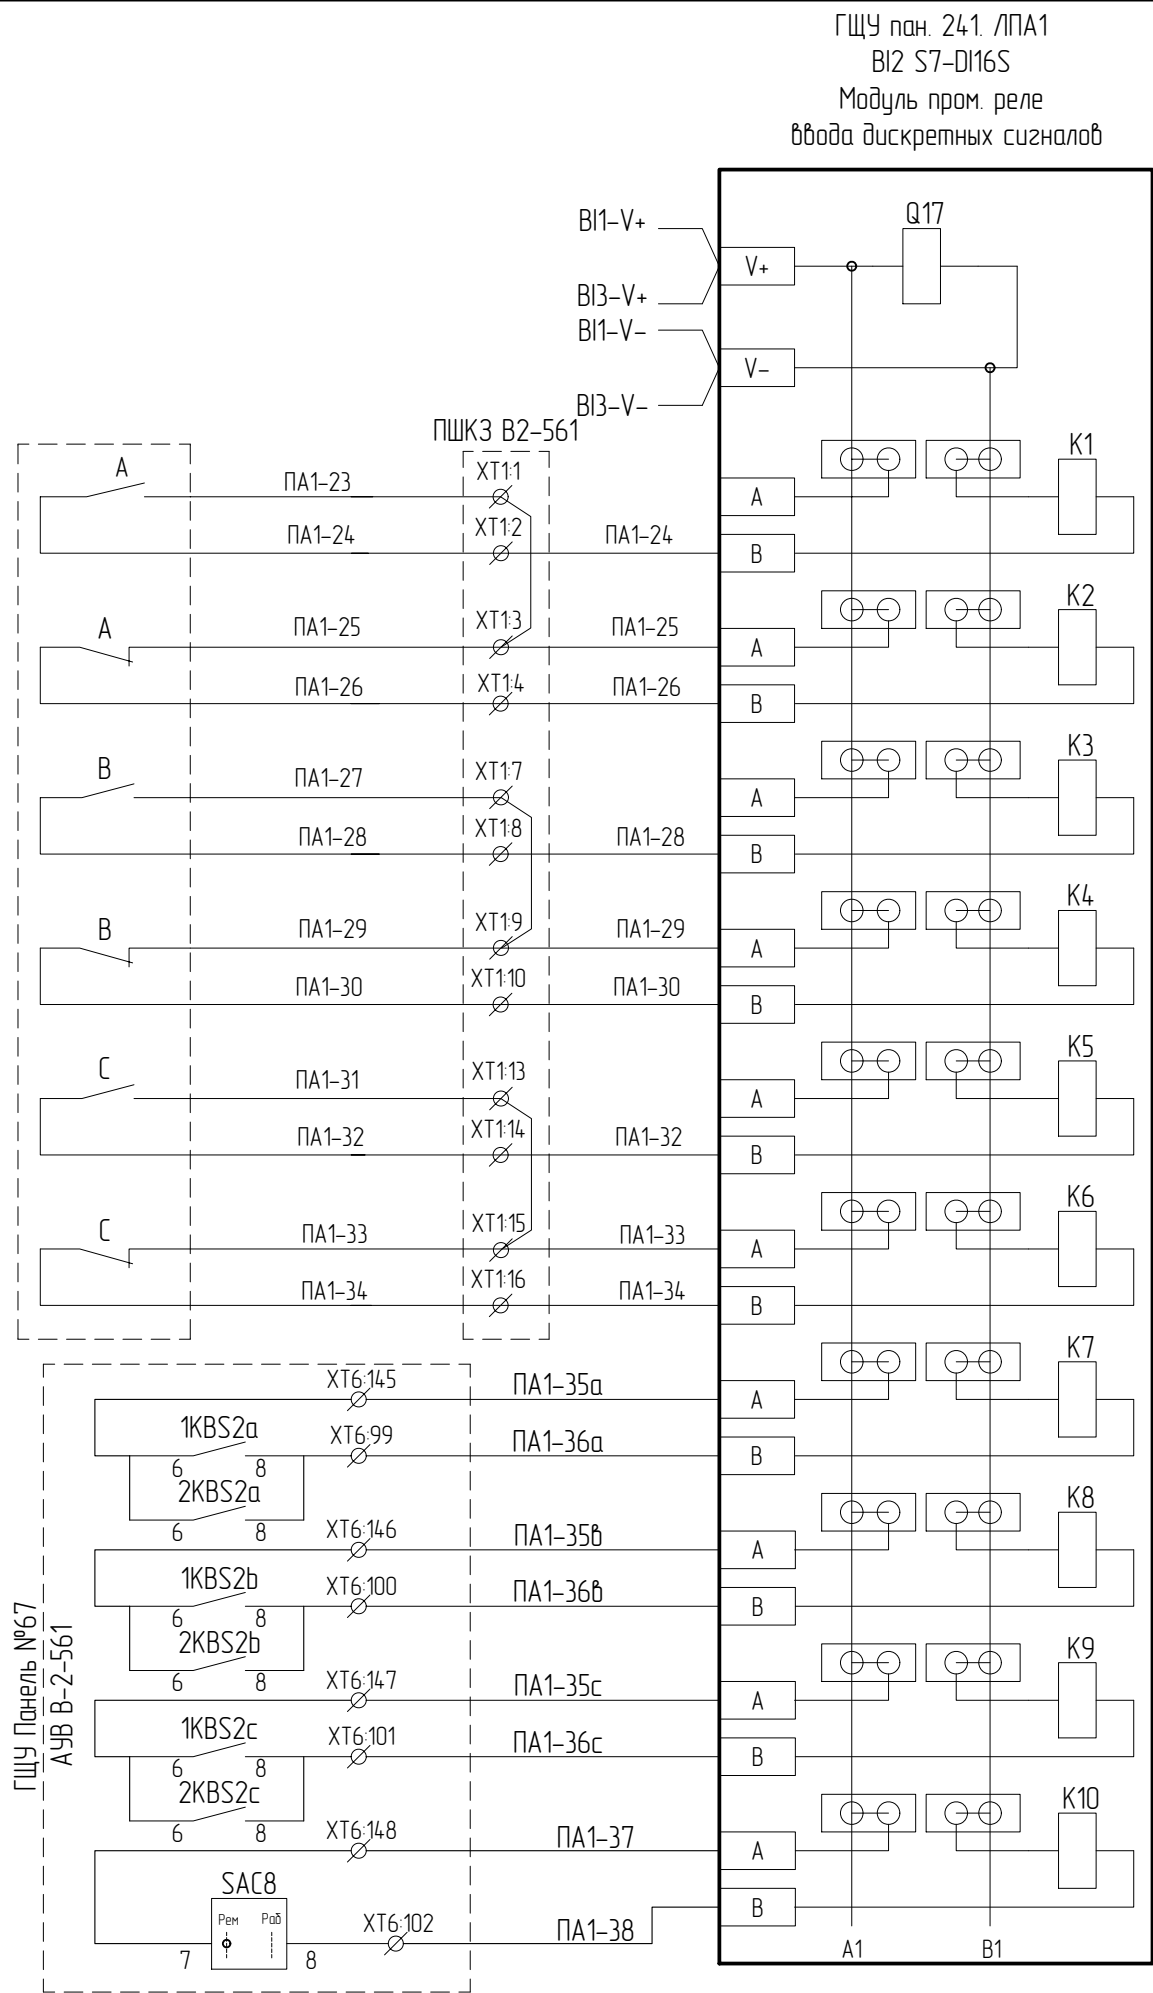 ГЩУ пан. 241. ЛПА1
BI2 S7-DI16S
Модуль пром. реле
ввода дискретных сигналов
Q17
BI1-V+
V+
BI3-V+
BI1-V-
V-
BI3-V-
ПШКЗ В2-561
A
ПА1-23
XT1:1
A
K1
ПА1-24
XT1:2
ПА1-24
B
A
ПА1-25
XT1:3
ПА1-25
A
K2
ПА1-26
XT1:4
ПА1-26
B
B
ПА1-27
XT1:7
A
K3
ПА1-28
XT1:8
ПА1-28
B
B
ПА1-29
XT1:9
ПА1-29
A
K4
ПА1-30
XT1:10
ПА1-30
B
C
ПА1-31
XT1:13
A
K5
ПА1-32
XT1:14
ПА1-32
B
C
ПА1-33
XT1:15
ПА1-33
A
K6
ПА1-34
XT1:16
ПА1-34
B
XT6:145
ПА1-35а
A
K7
1KBS2a
XT6:99
ПА1-36а
B
6 8
2KBS2a
6 8
XT6:146
ПА1-35в
A
K8
1KBS2b
XT6:100
ПА1-36в
B
6 8
2KBS2b
6 8
XT6:147
ПА1-35с
A
K9
1KBS2c
XT6:101
ПА1-36с
B
6 8
2KBS2c
6 8
XT6:148
ПА1-37
A
K10
SAC8
Рем Раб
7 8
XT6:102
ПА1-38
B
A1 B1
ГЩУ Панель №67
АУВ В-2-561